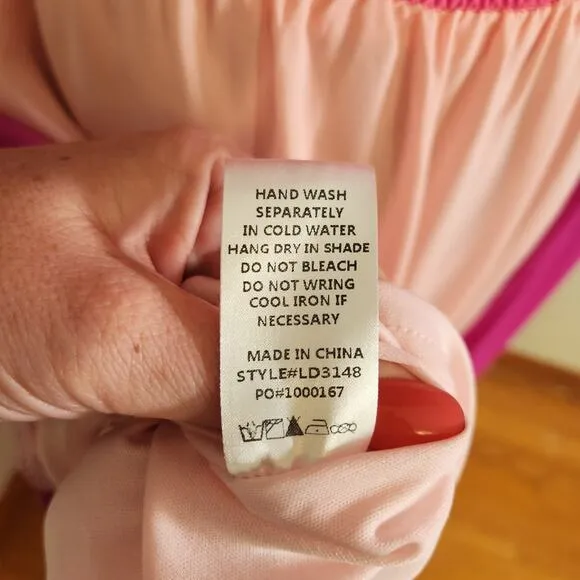 HAND WASH
SEPARATELY
IN COLD WATER
HANG DRY IN SHADE
DO NOT BLEACH
DO NOT WRING
COOL IRON IF
NECESSARY
MADE IN CHINA
STYLE#LD3148
PO#1000167